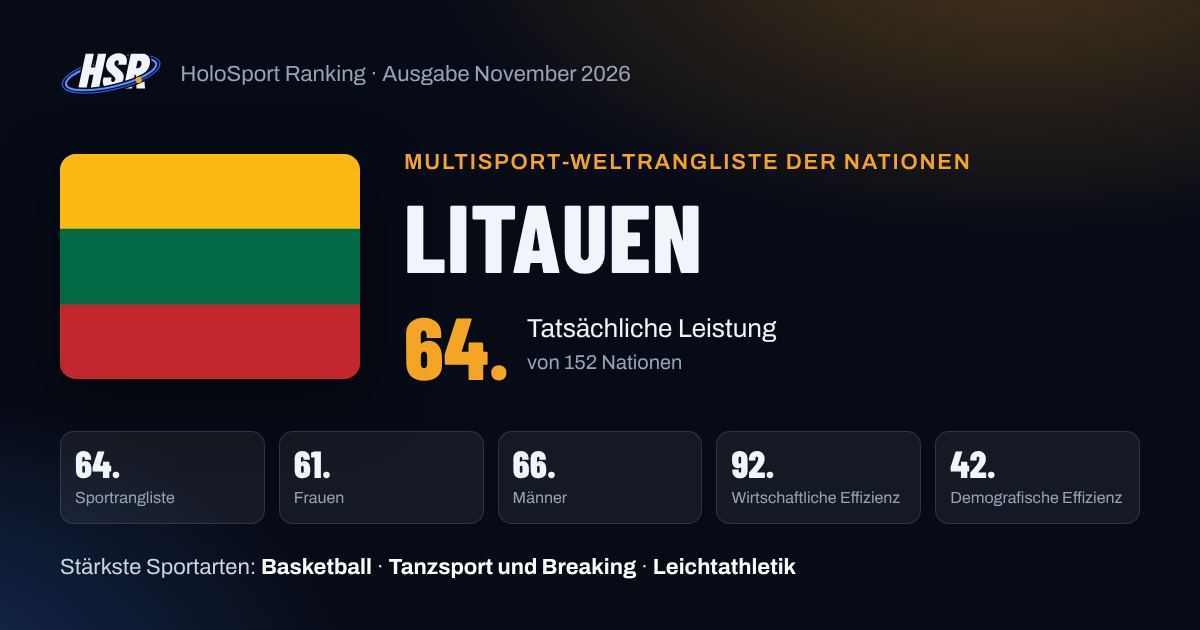 HSR HoloSport Ranking · Ausgabe November 2026
MULTISPORT-WELTRANGLISTE DER NATIONEN
LITAUEN
64. Tatsächliche Leistung
von 152 Nationen
64.
Sportrangliste
61.
Frauen
66.
Männer
92.
Wirtschaftliche Effizienz
42.
Demografische Effizienz
Stärkste Sportarten: Basketball · Tanzsport und Breaking · Leichtathletik